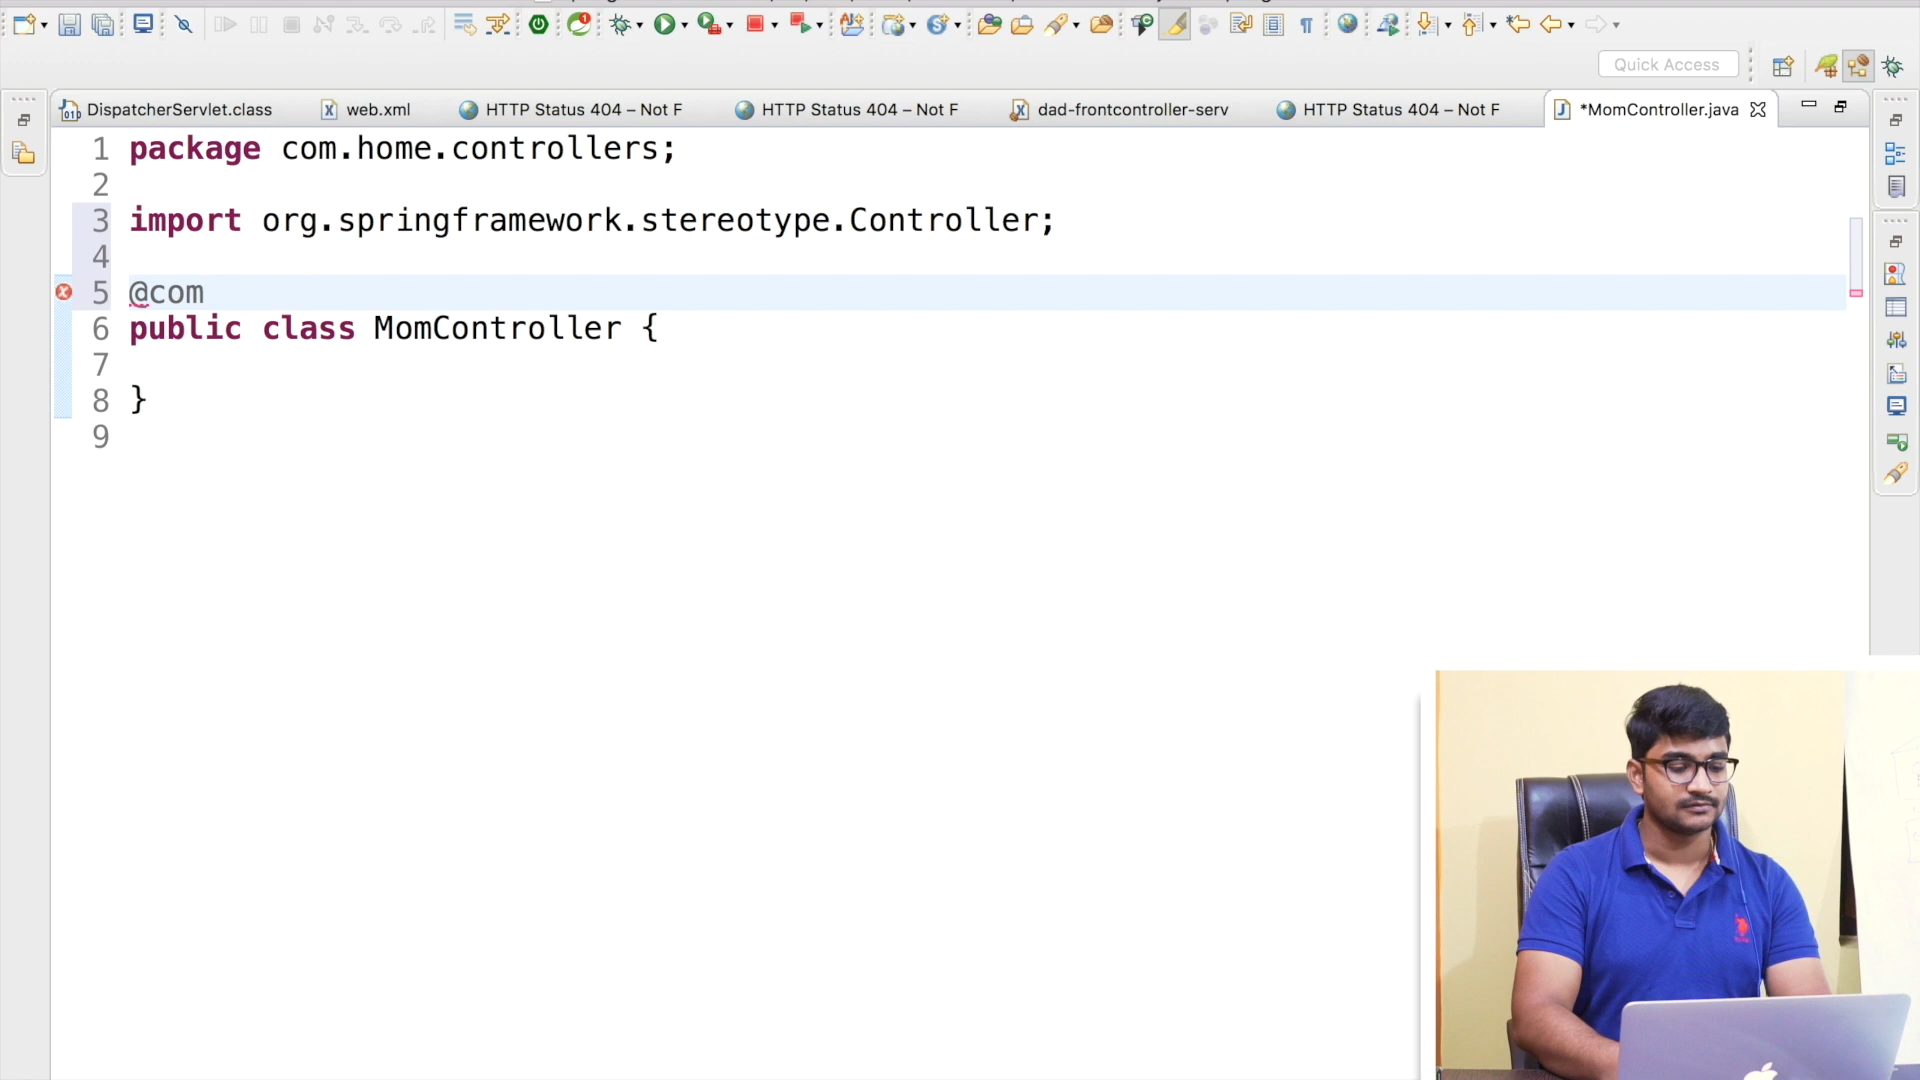 Quick Access
DispatcherServlet.class
web.xml
HTTP Status 404 – Not F
HTTP Status 404 – Not F
dad-frontcontroller-serv
HTTP Status 404 – Not F
*MomController.java
1 package com.home.controllers;
2
3 import org.springframework.stereotype.Controller;
4
5 @com
6 public class MomController {
7
8 }
9